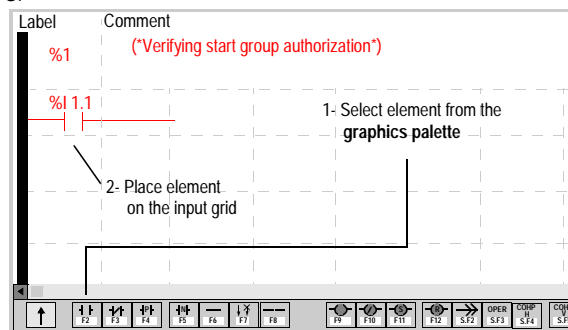 Label Comment
%1 (*Verifying start group authorization*)
%I 1.1
1- Select element from the
graphics palette
2- Place element
on the input grid
F2 F3 P F4 N F5 F6 F7 F8 F9 F10 S F11 R F12 S.F2 OPER S.F3 COHP H S.F4